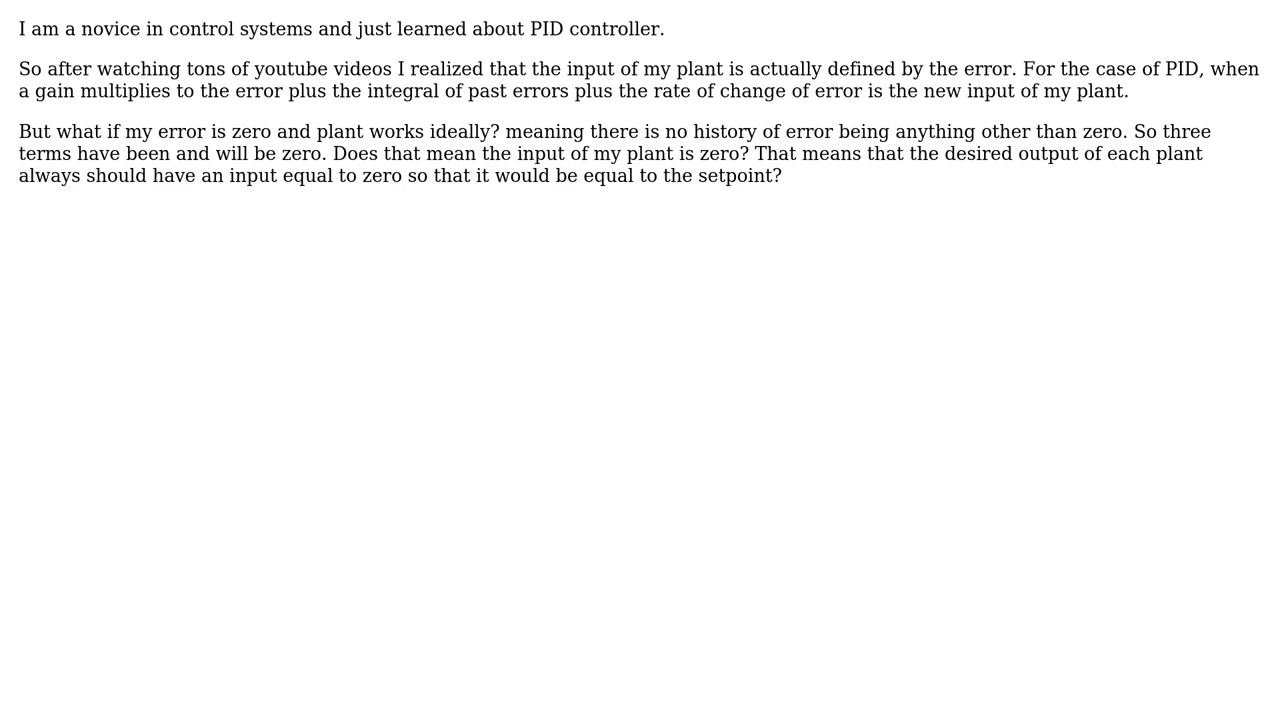 I am a novice in control systems and just learned about PID controller.
So after watching tons of youtube videos I realized that the input of my plant is actually defined by the error. For the case of PID, when
a gain multiplies to the error plus the integral of past errors plus the rate of change of error is the new input of my plant.
But what if my error is zero and plant works ideally? meaning there is no history of error being anything other than zero. So three
terms have been and will be zero. Does that mean the input of my plant is zero? That means that the desired output of each plant
always should have an input equal to zero so that it would be equal to the setpoint?